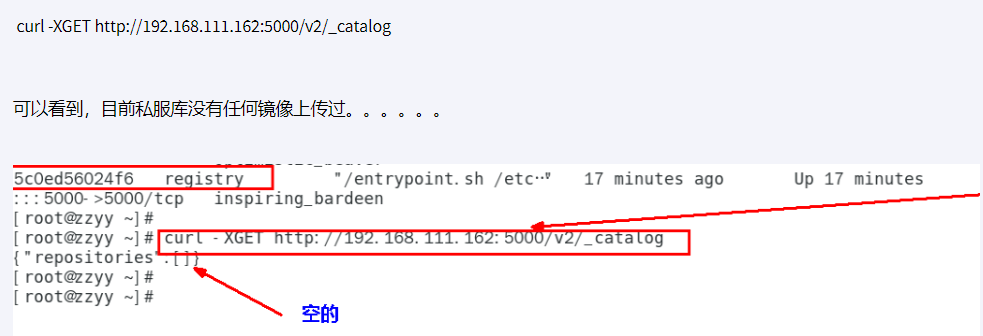 curl -XGET http://192.168.111.162:5000/v2/_catalog
可以看到，目前私服库没有任何镜像上传过。。。。。。
5c0ed56024f6 registry "/entrypoint.sh /etc…" 17 minutes ago Up 17 minutes
:::5000->5000/tcp inspiring_bardeen
[root@zzyy ~]#
[root@zzyy ~]# curl -XGET http://192.168.111.162:5000/v2/_catalog
{"repositories":[]}
[root@zzyy ~]#
[root@zzyy ~]#
空的